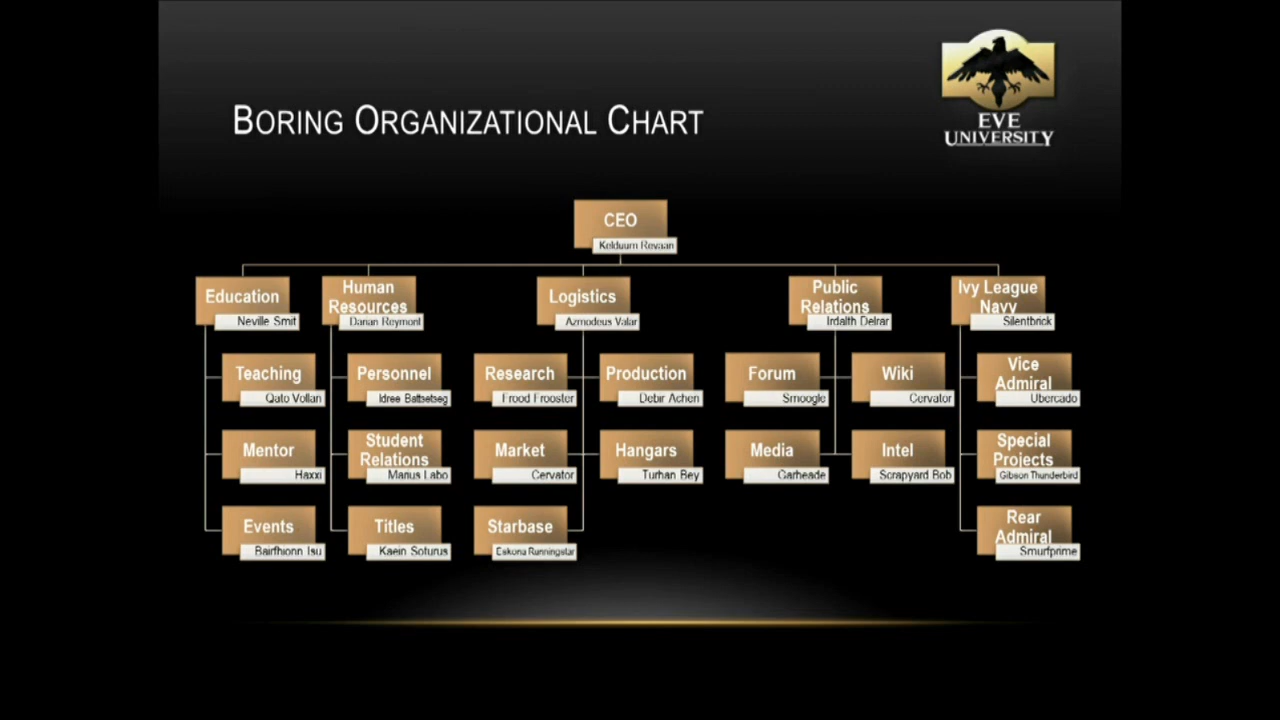 BORING ORGANIZATIONAL CHART
EVE
UNIVERSITY
CEO
Kelduum Revaan
Education
Neville Smit
Human
Resources
Darian Reymont
Logistics
Azmodeus Valar
Public
Relations
Irdalth Delrar
Ivy League
Navy
Silentbrick
Teaching
Qato Vollan
Mentor
Haxxi
Events
Bairfhionn Isu
Personnel
Idree Battsetseg
Student
Relations
Marius Labo
Titles
Kaein Soturus
Research
Frood Frooster
Production
Debir Achen
Market
Cervator
Hangars
Turhan Bey
Starbase
Eskona Runningstar
Forum
Smoogle
Wiki
Cervator
Media
Garheade
Intel
Scrapyard Bob
Vice
Admiral
Ubercado
Special
Projects
Gibson Thunderbird
Rear
Admiral
Smurfprime